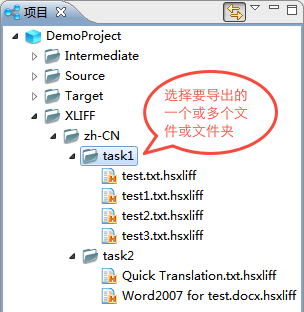 项目
DemoProject
Intermediate
Source
Target
XLIFF
选择要导出的
一个或多个文
件或文件夹
zh-CN
task1
test.txt.hsxliff
test1.txt.hsxliff
test2.txt.hsxliff
test3.txt.hsxliff
task2
Quick Translation.txt.hsxliff
Word2007 for test.docx.hsxliff